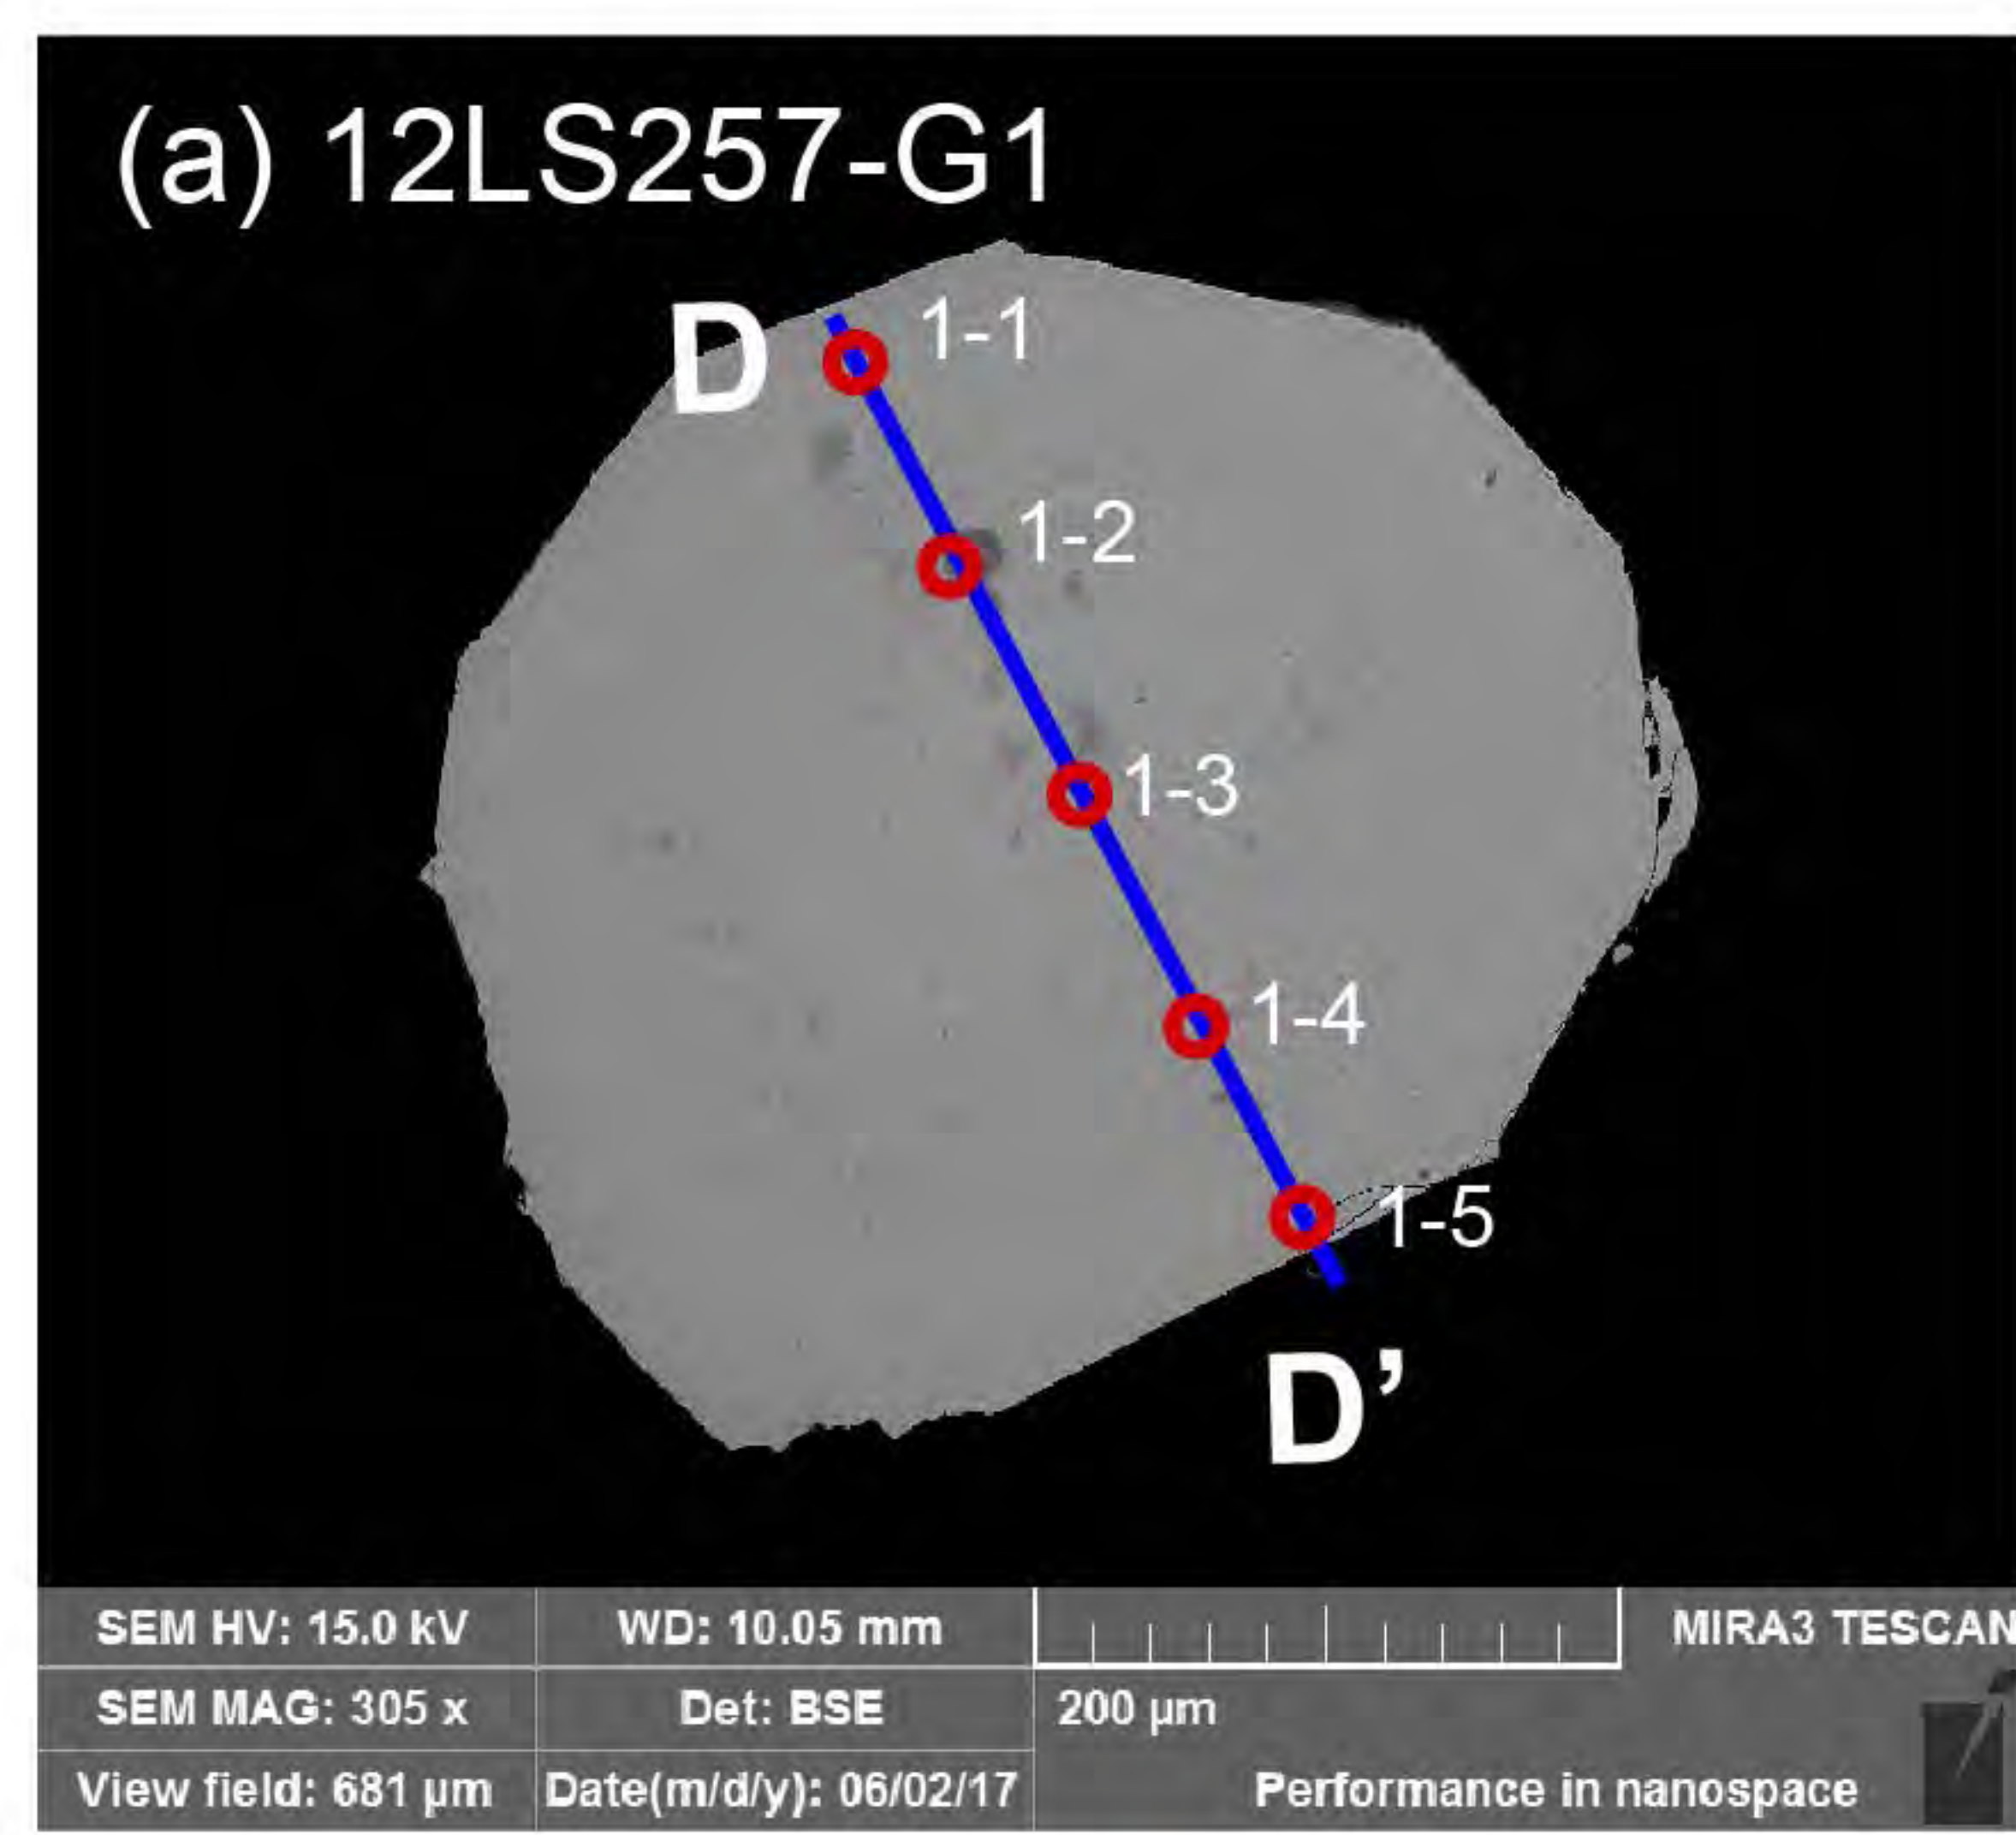 (a) 12LS257-G1
D
1-1
1-2
1-3
1-4
1-5
D’
SEM HV: 15.0 kV
WD: 10.05 mm
MIRA3 TESCAN
SEM MAG: 305 x
Det: BSE
200 µm
View field: 681 µm
Date(m/d/y): 06/02/17
Performance in nanospace